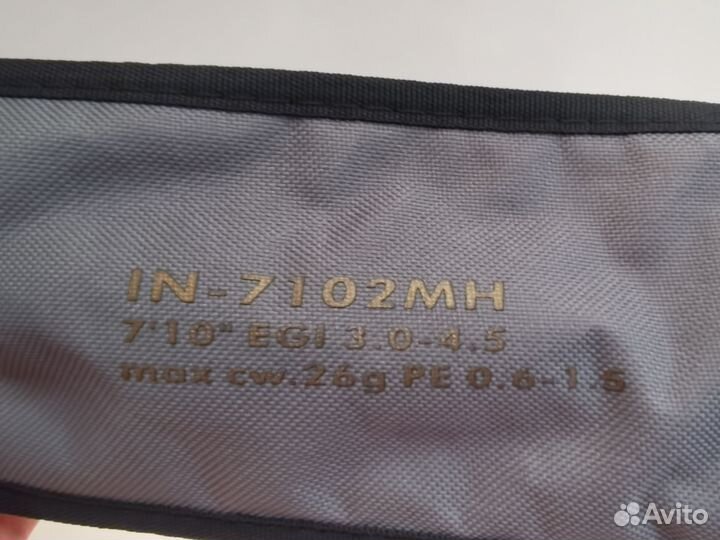 IN-7102MH
7'10" EGI 3.0-4.5
max cw.26g PE 0.6-1.5
Avito